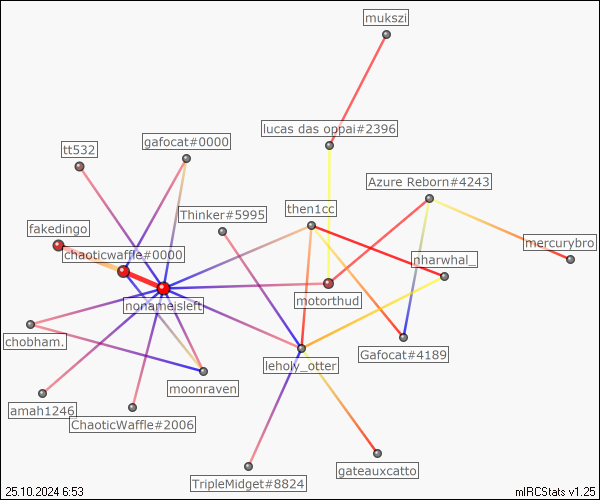 mukszi
lucas das oppai#2396
gafocat#0000
tt532
Azure Reborn#4243
then1cc
Thinker#5995
fakedingo
mercurybro
chaoticwaffle#0000
nharwhal_
motorthud
nonameisleft
chobham.
Gafocat#4189
leholy_otter
moonraven
amah1246
ChaoticWaffle#2006
gateauxcatto
TripleMidget#8824
25.10.2024 6:53
mIRCStats v1.25